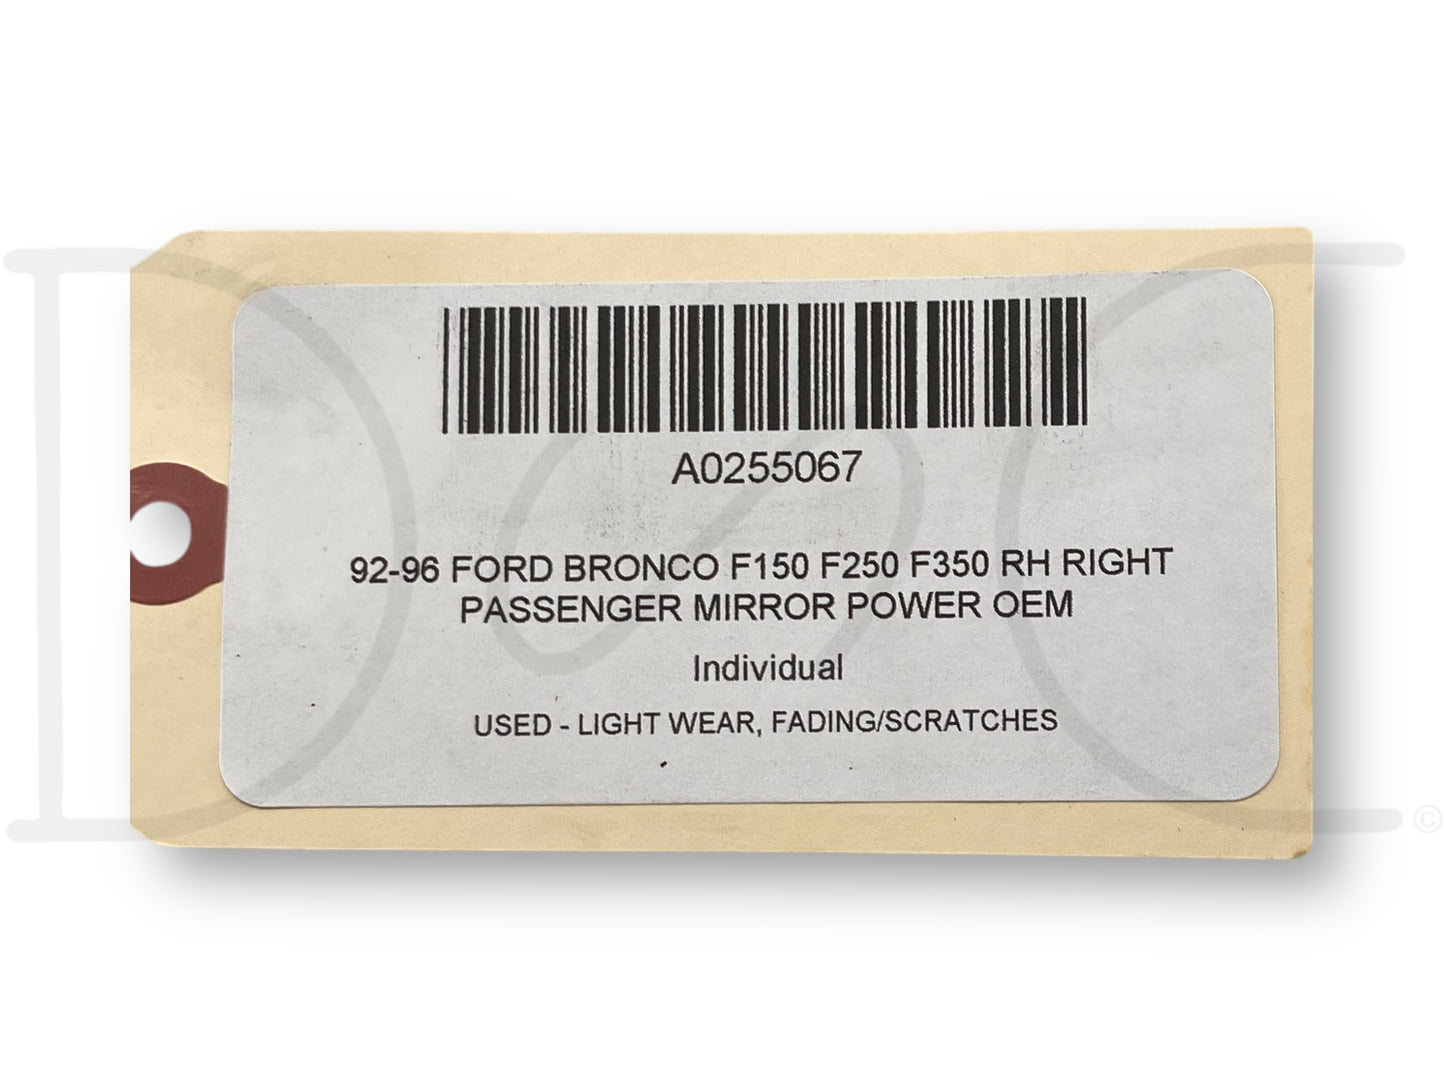 A0255067
92-96 FORD BRONCO F150 F250 F350 RH RIGHT
PASSENGER MIRROR POWER OEM
Individual
USED - LIGHT WEAR, FADING/SCRATCHES
©